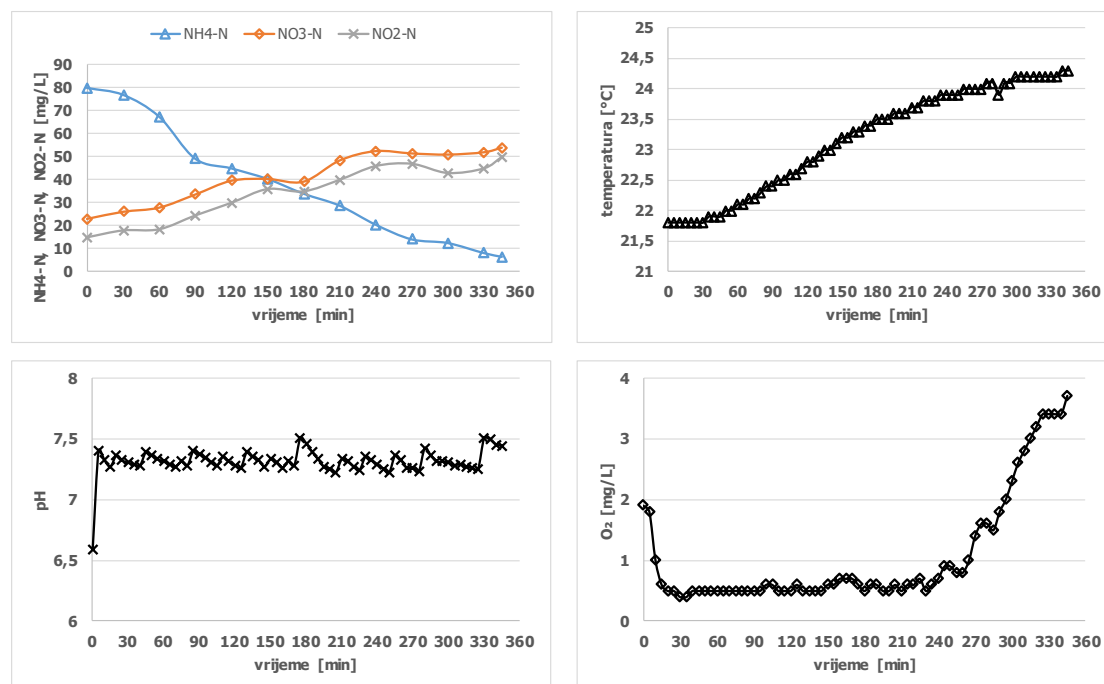 NH4-N NO3-N NO2-N
NH4-N, NO3-N, NO2-N [mg/L]
90
80
70
60
50
40
30
20
10
0
0 30 60 90 120 150 180 210 240 270 300 330 360
vrijeme [min]
temperatura [°C]
25
24,5
24
23,5
23
22,5
22
21,5
21
0 30 60 90 120 150 180 210 240 270 300 330 360
vrijeme [min]
pH
8
7,5
7
6,5
6
0 30 60 90 120 150 180 210 240 270 300 330 360
vrijeme [min]
O₂ [mg/L]
4
3
2
1
0
0 30 60 90 120 150 180 210 240 270 300 330 360
vrijeme [min]